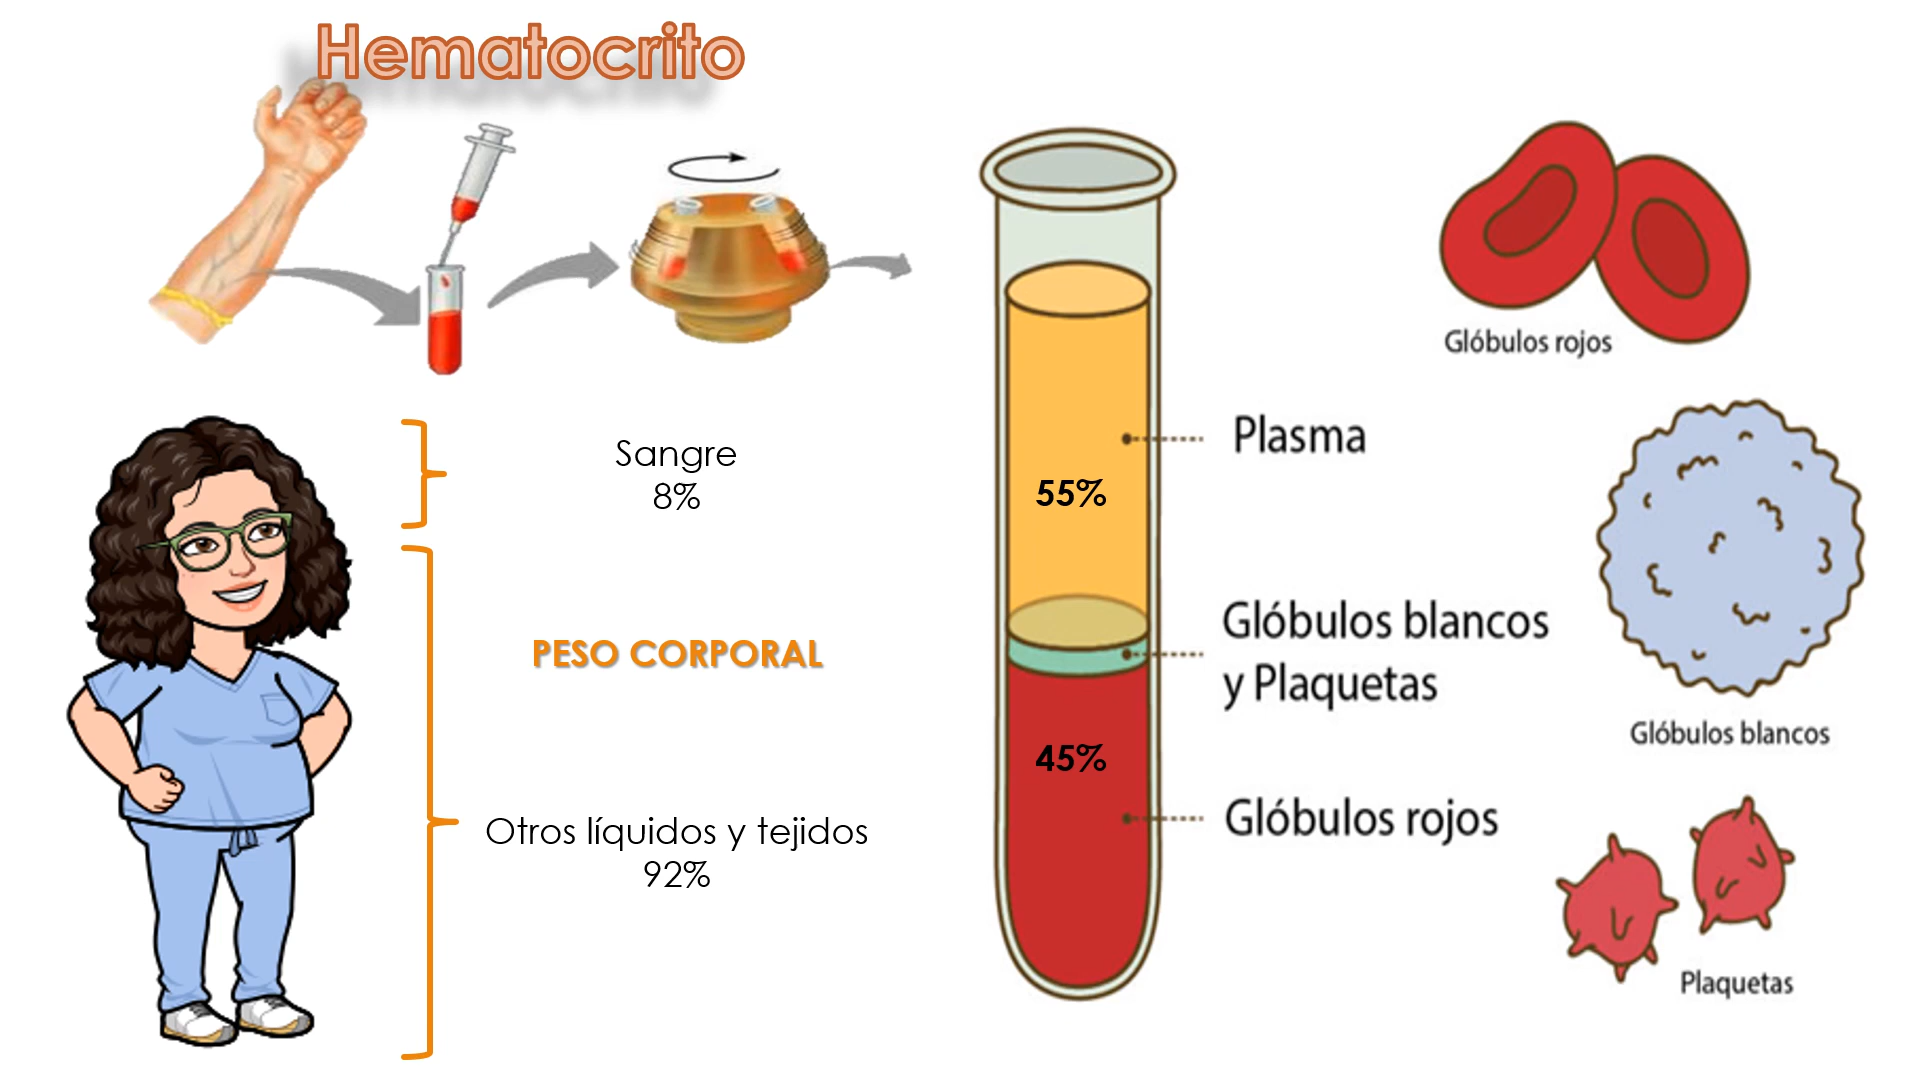 Hematocrito
Sangre
8%
PESO CORPORAL
Otros líquidos y tejidos
92%
Plasma
55%
Glóbulos blancos
y Plaquetas
45%
Glóbulos rojos
Glóbulos rojos
Glóbulos blancos
Plaquetas